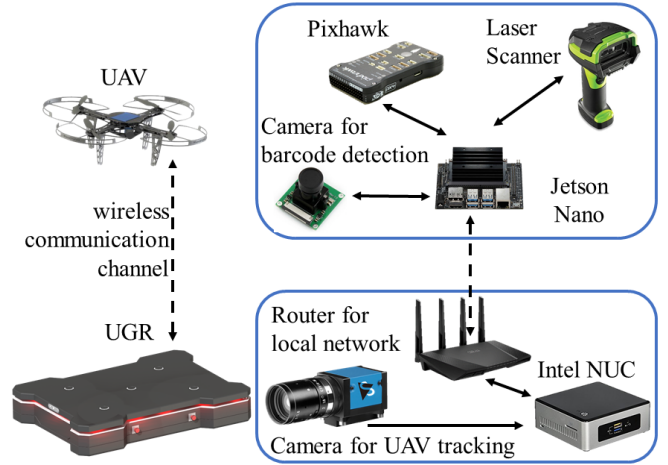 UAV
wireless
communication
channel
UGR
Pixhawk
Laser
Scanner
Camera for
barcode detection
Jetson
Nano
Router for
local network
Intel NUC
Camera for UAV tracking